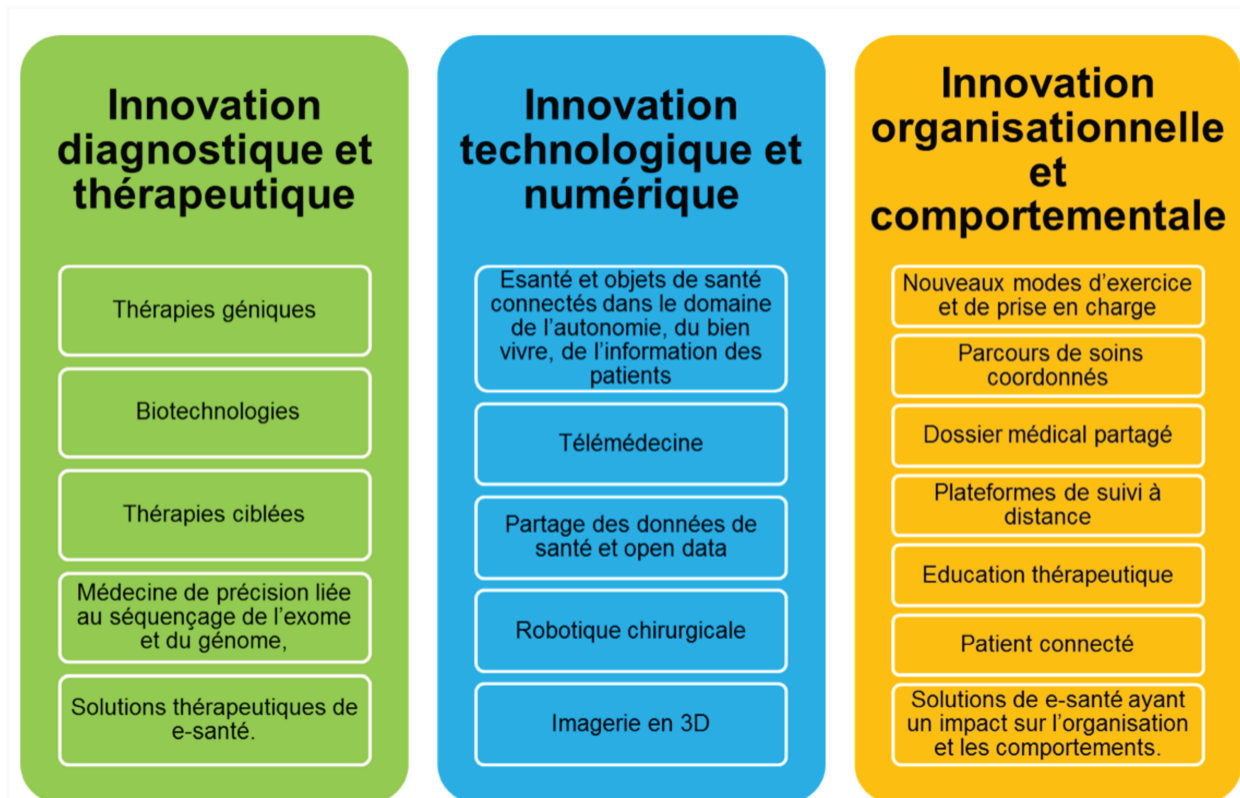 Innovation
diagnostique et
thérapeutique
Thérapies géniques
Biotechnologies
Thérapies ciblées
Médecine de précision liée
au séquençage de l’exome
et du génome,
Solutions thérapeutiques de
e-santé.
Innovation
technologique et
numérique
Esanté et objets de santé
connectés dans le domaine
de l’autonomie, du bien
vivre, de l’information des
patients
Télémédecine
Partage des données de
santé et open data
Robotique chirurgicale
Imagerie en 3D
Innovation
organisationnelle
et
comportementale
Nouveaux modes d’exercice
et de prise en charge
Parcours de soins
coordonnés
Dossier médical partagé
Plateformes de suivi à
distance
Education thérapeutique
Patient connecté
Solutions de e-santé ayant
un impact sur l’organisation
et les comportements.